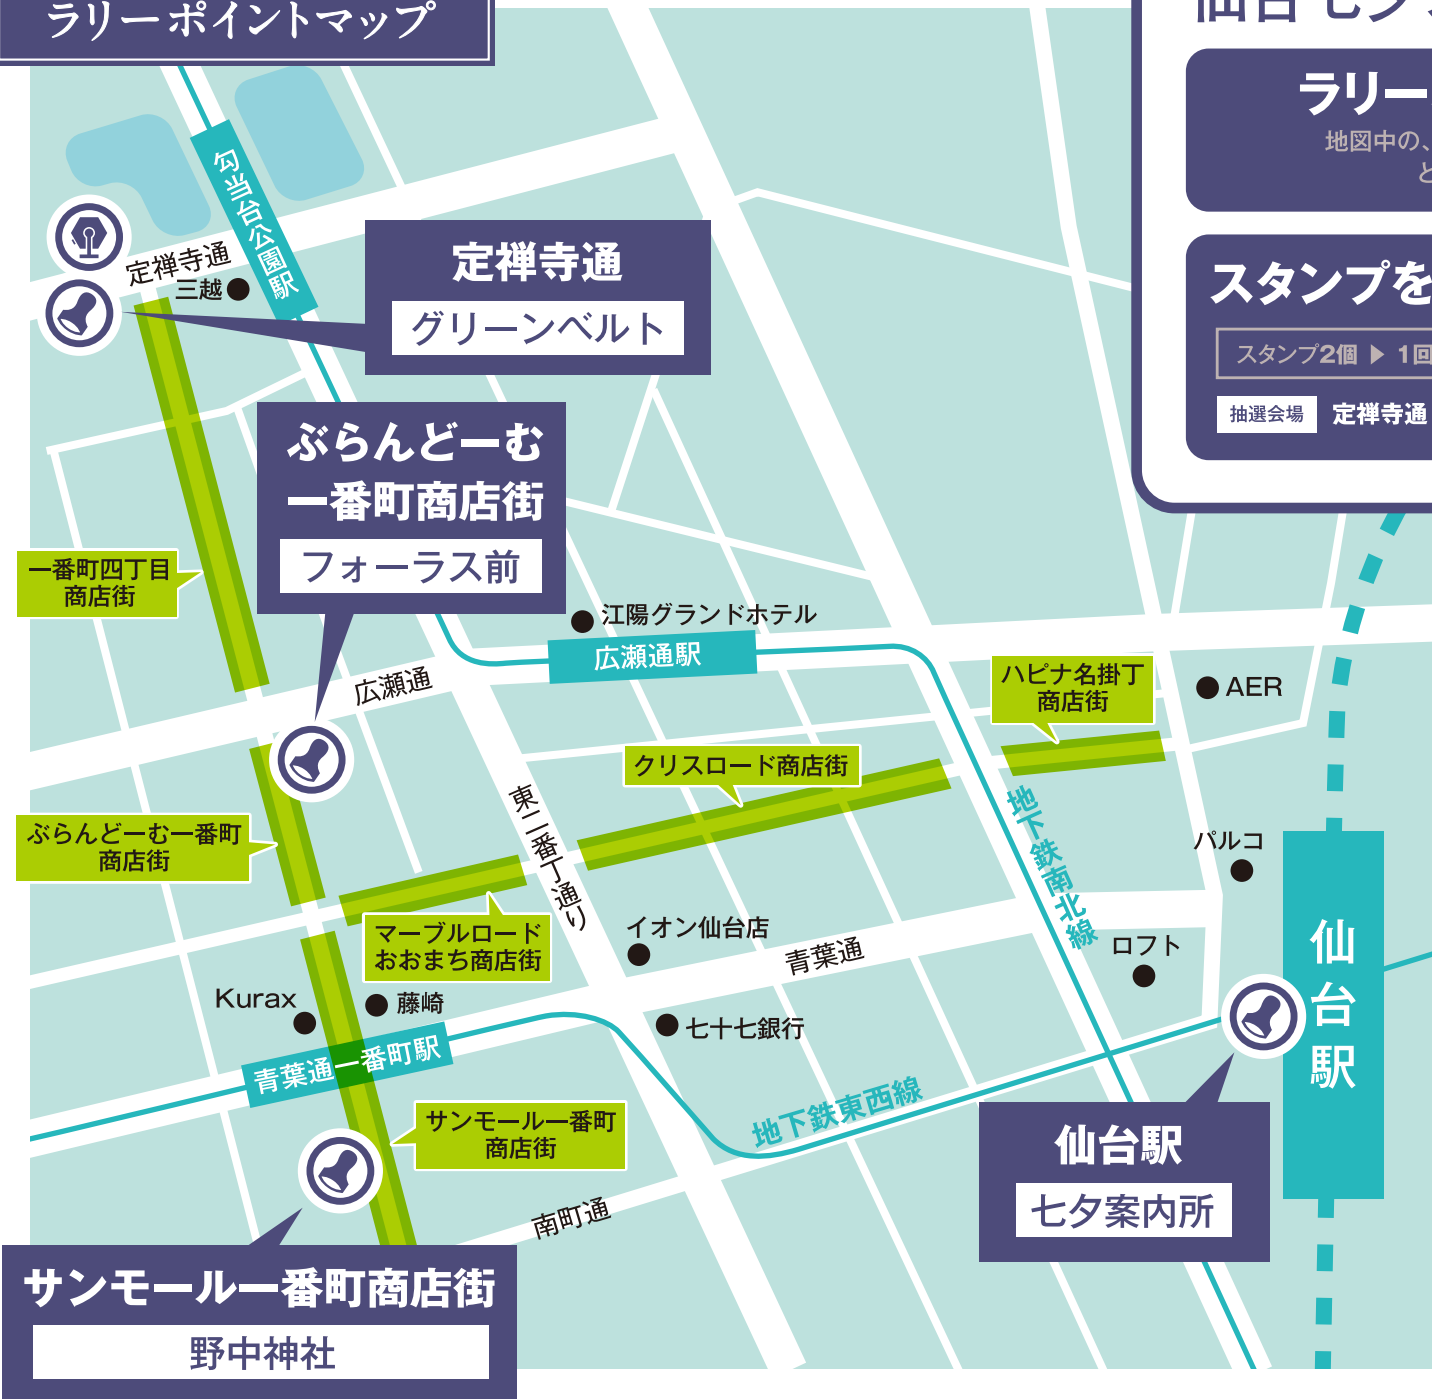 ラリーポイントマップ
仙台七夕
ラリー
地図中の、
と
スタンプを
スタンプ2個 ▶ 1回
抽選会場 定禅寺通
勾当台公園駅
定禅寺通
三越
定禅寺通
グリーンベルト
ぶらんどーむ
一番町商店街
フォーラス前
一番町四丁目
商店街
江陽グランドホテル
広瀬通駅
広瀬通
ハピナ名掛丁
商店街
AER
クリスロード商店街
東二番丁通り
地下鉄南北線
ぶらんどーむ一番町
商店街
パルコ
マーブルロード
おおまち商店街
イオン仙台店
青葉通
ロフト
仙台駅
Kurax
藤崎
七十七銀行
青葉通一番町駅
地下鉄東西線
サンモール一番町
商店街
南町通
仙台駅
七夕案内所
サンモール一番町商店街
野中神社